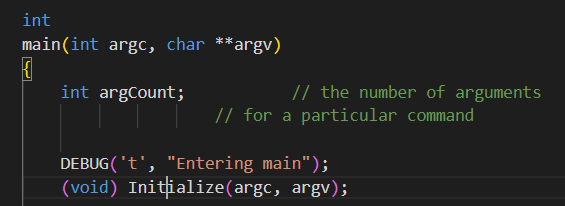 int
main(int argc, char **argv)
{
    int argCount;            // the number of arguments
                    // for a particular command

    DEBUG('t', "Entering main");
    (void) Initialize(argc, argv);